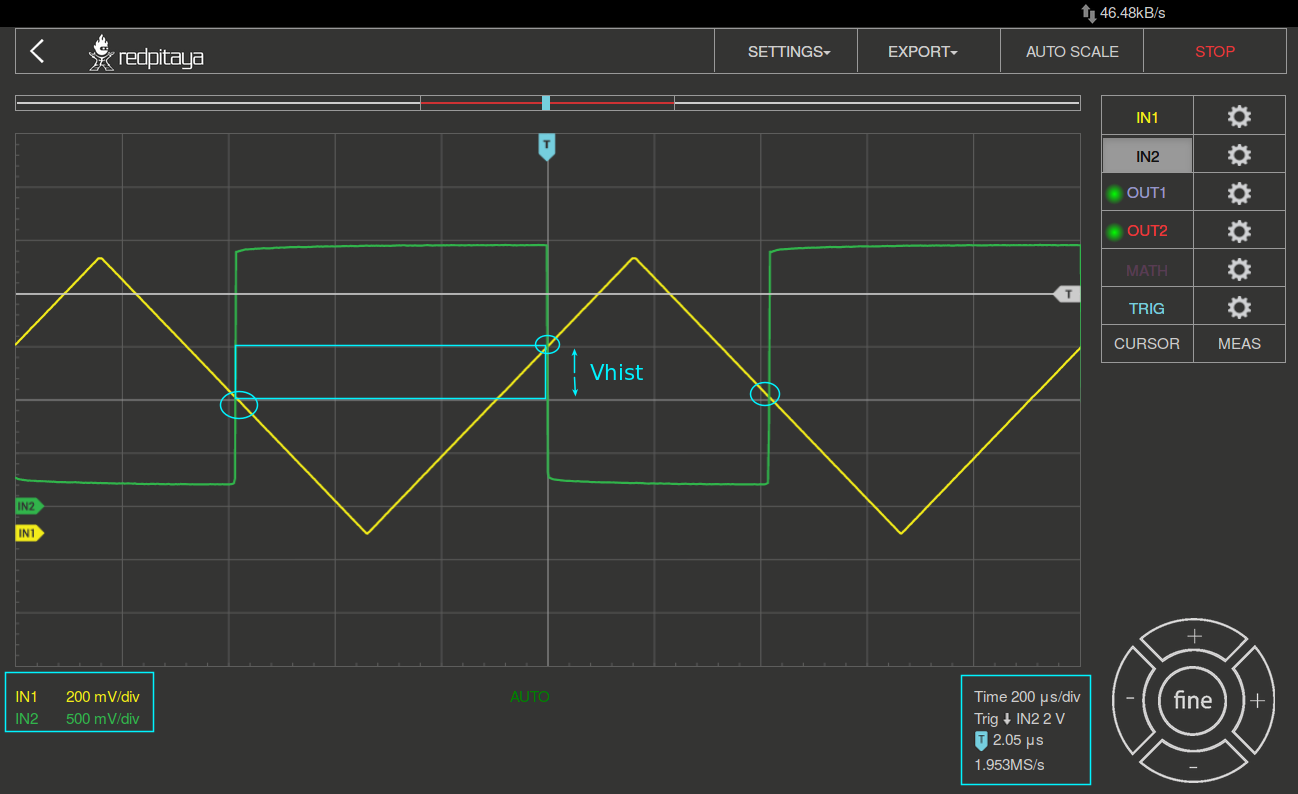 46.48kB/s
redpitaya SETTINGS EXPORT AUTO SCALE STOP
T
IN1
IN2
OUT1
OUT2
MATH
TRIG
CURSOR MEAS
T
Vhist
IN2
IN1
IN1 200 mV/div
IN2 500 mV/div
AUTO
Time 200 µs/div
Trig ⬇ IN2 2 V
T 2.05 µs
1.953MS/s
+
- fine +
-